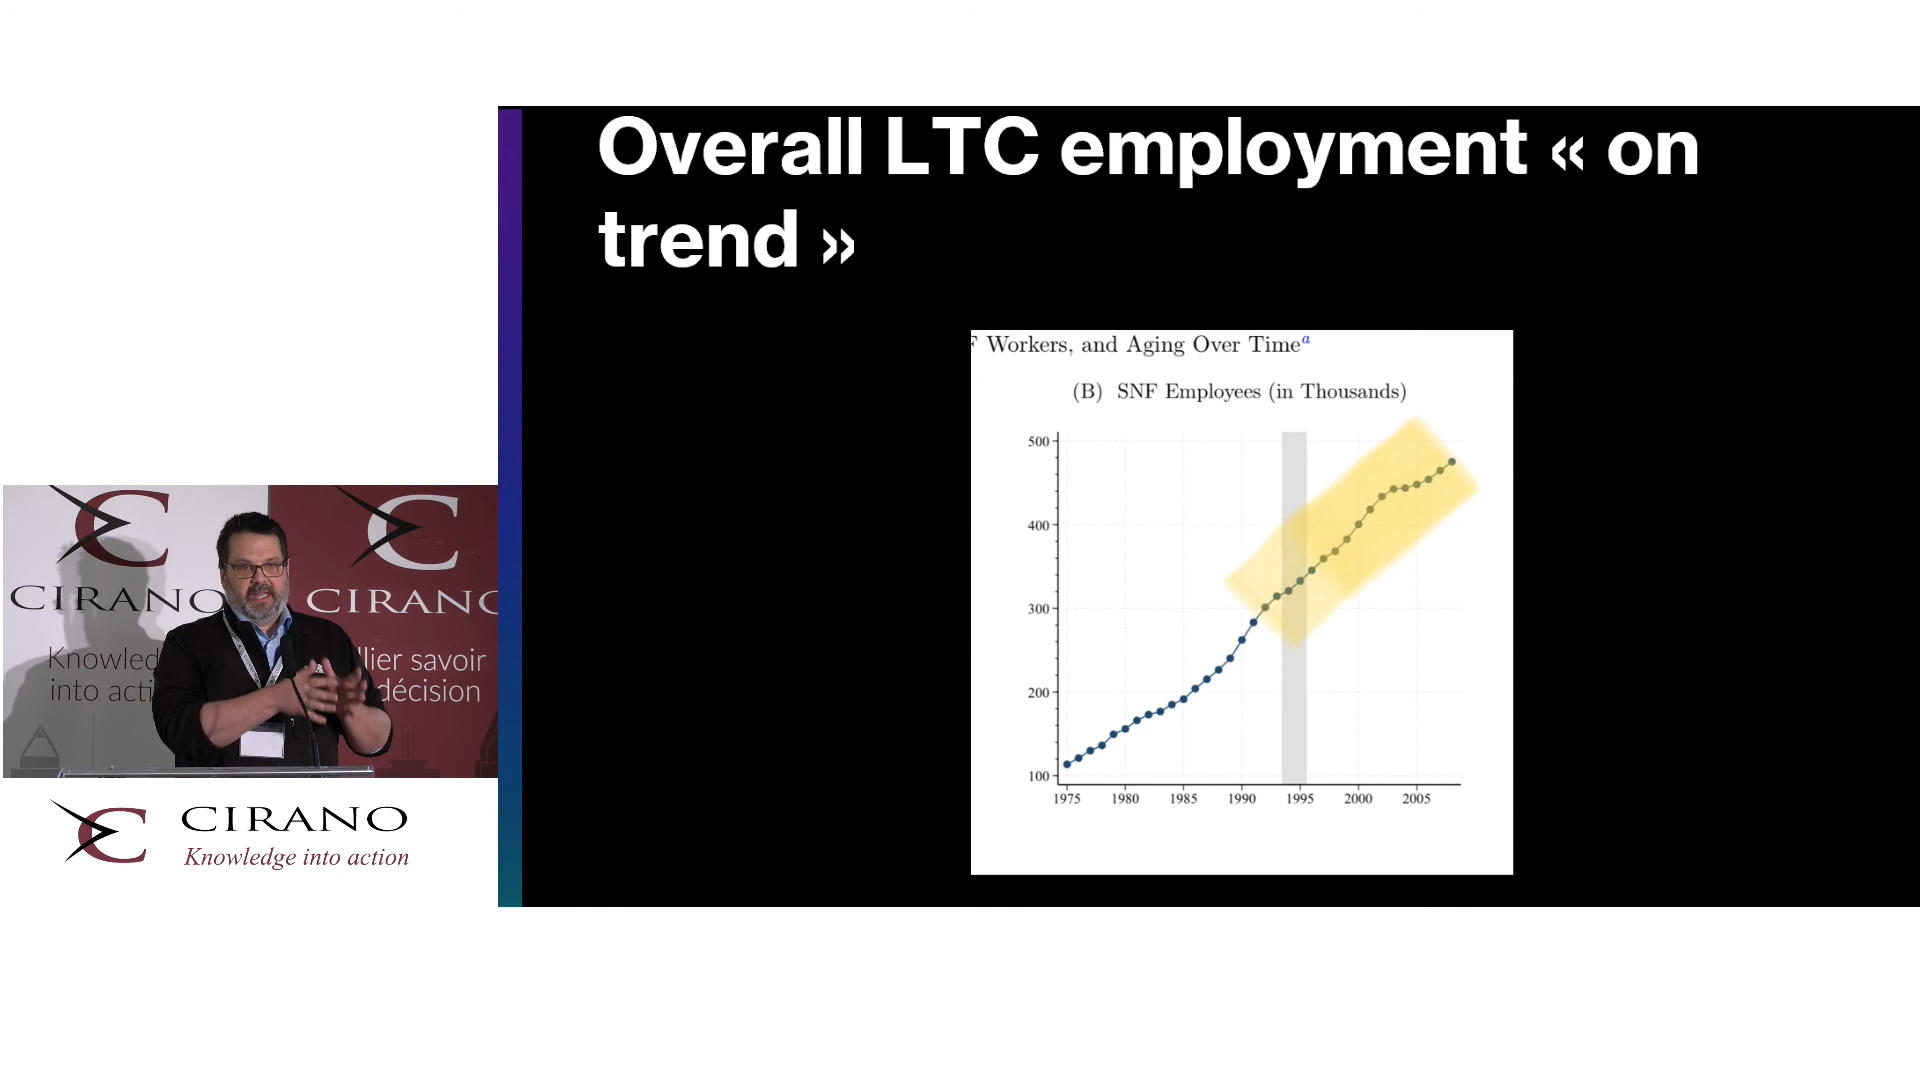 Overall LTC employment « on
trend »
F Workers, and Aging Over Time^a
(B) SNF Employees (in Thousands)
500
400
300
200
100
1975 1980 1985 1990 1995 2000 2005
CIRANO
CIRANO
Knowled
into acti
llier savoir
décision
CIRANO
Knowledge into action